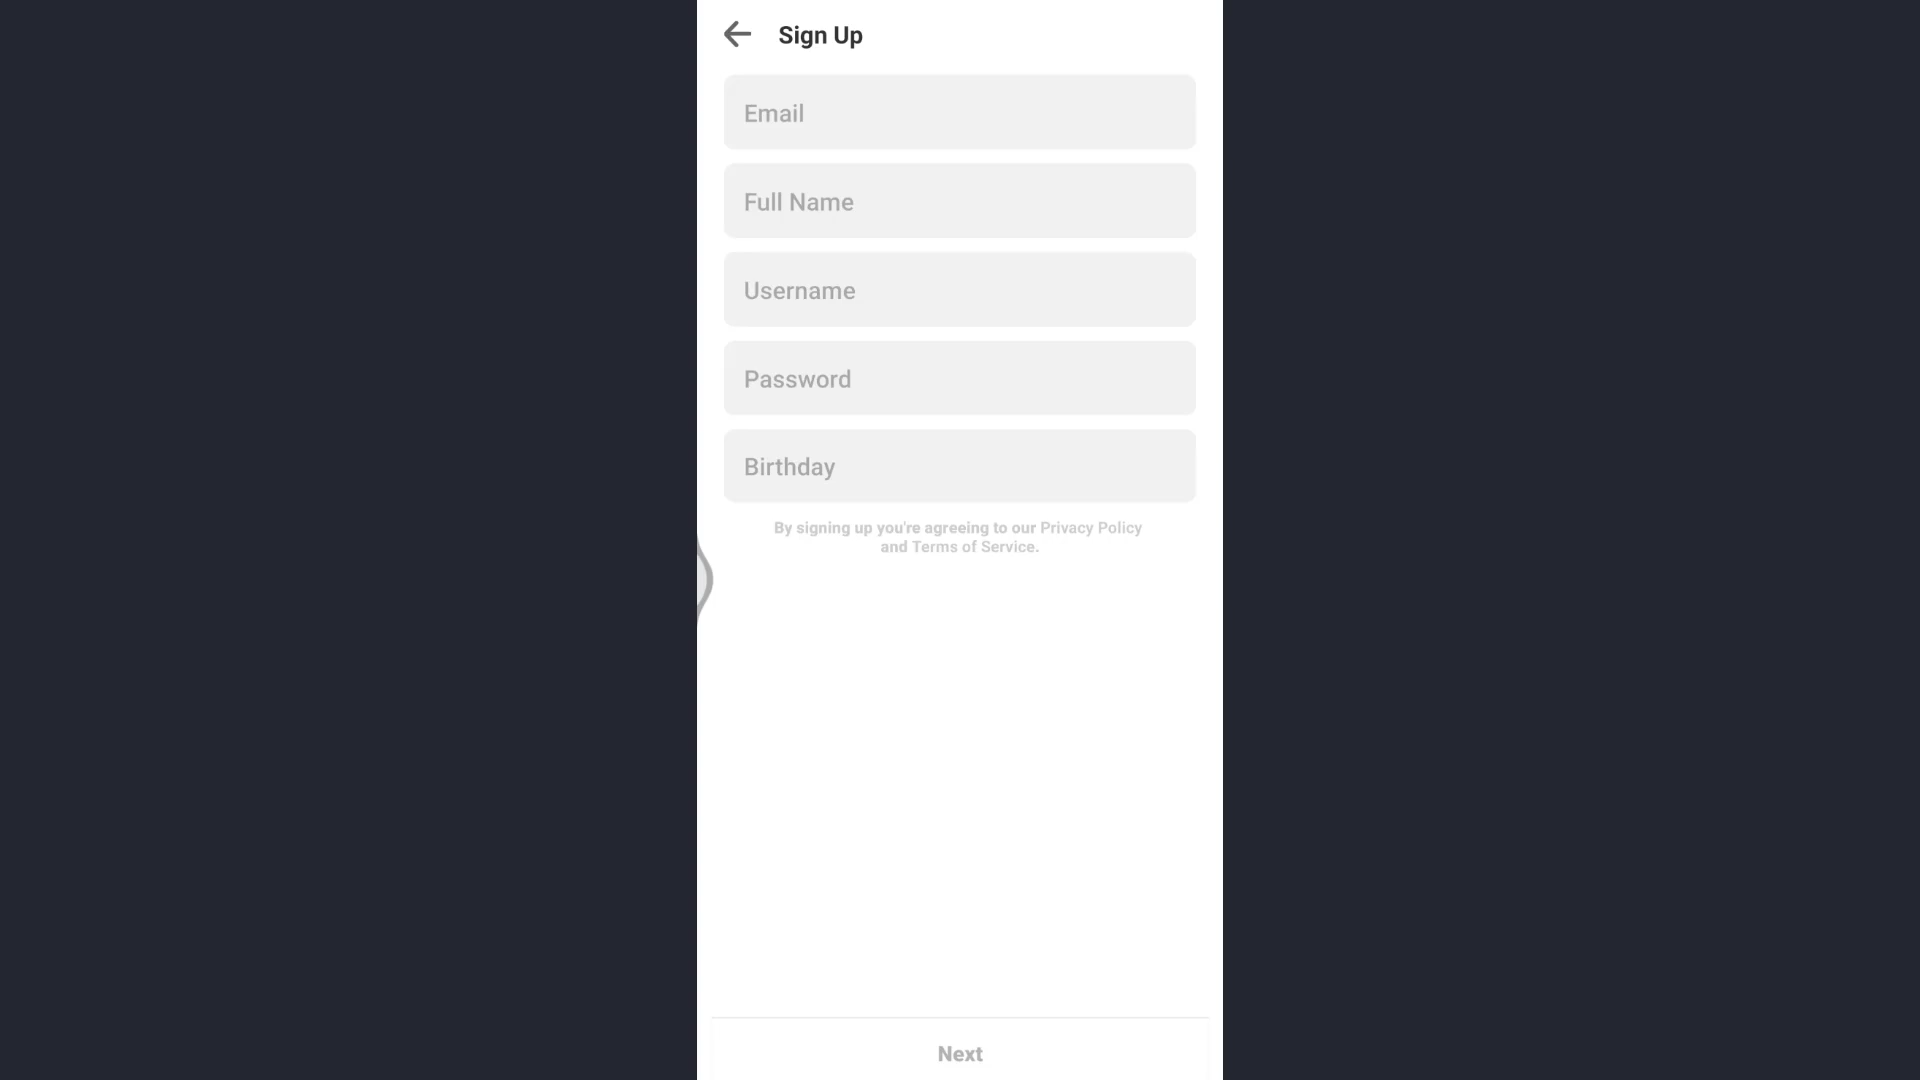 Sign Up
Email
Full Name
Username
Password
Birthday
By signing up you're agreeing to our Privacy Policy
and Terms of Service.
Next